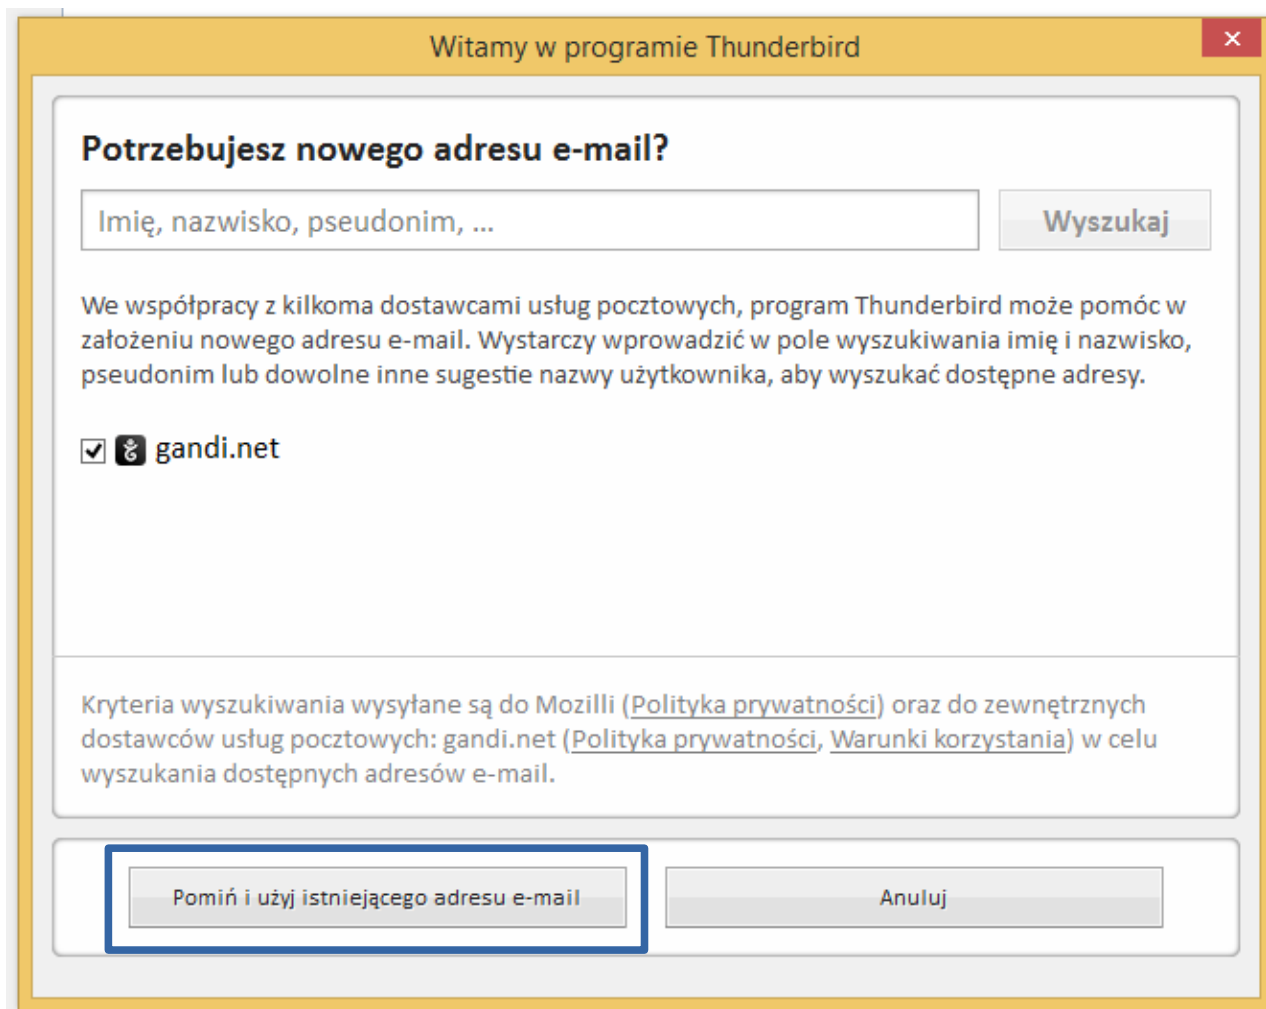 Witamy w programie Thunderbird
Potrzebujesz nowego adresu e-mail?
Imię, nazwisko, pseudonim, ...
Wyszukaj
We współpracy z kilkoma dostawcami usług pocztowych, program Thunderbird może pomóc w
założeniu nowego adresu e-mail. Wystarczy wprowadzić w pole wyszukiwania imię i nazwisko,
pseudonim lub dowolne inne sugestie nazwy użytkownika, aby wyszukać dostępne adresy.
gandi.net
Kryteria wyszukiwania wysyłane są do Mozilli (Polityka prywatności) oraz do zewnętrznych
dostawców usług pocztowych: gandi.net (Polityka prywatności, Warunki korzystania) w celu
wyszukania dostępnych adresów e-mail.
Pomiń i użyj istniejącego adresu e-mail
Anuluj